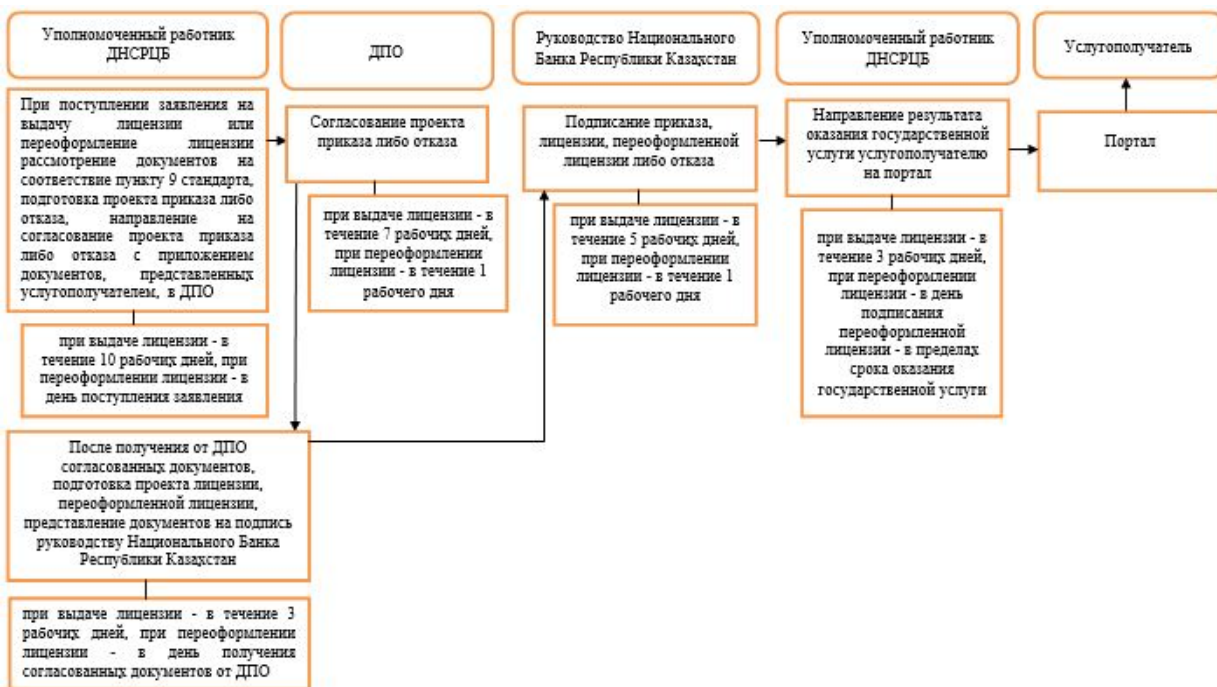 Уполномоченный работник
ДНСРЦБ
ДПО
Руководство Национального
Банка Республики Казахстан
Уполномоченный работник
ДНСРЦБ
Услугополучатель
При поступлении заявления на
выдачу лицензии или
переоформление лицензии
рассмотрение документов на
соответствие пункту 9 стандарта,
подготовка проекта приказа либо
отказа, направление на
согласование проекта приказа
либо отказа с приложением
документов, представленных
услугополучателем, в ДПО
Согласование проекта
приказа либо отказа
Подписание приказа,
лицензии, переоформленной
лицензии либо отказа
Направление результата
оказания государственной
услуги услугополучателю
на портал
Портал
при выдаче лицензии - в
течение 10 рабочих дней, при
переоформлении лицензии - в
день поступления заявления
при выдаче лицензии - в
течение 7 рабочих дней,
при переоформлении
лицензии - в течение 1
рабочего дня
при выдаче лицензии - в
течение 5 рабочих дней,
при переоформлении
лицензии - в течение 1
рабочего дня
при выдаче лицензии - в
течение 3 рабочих дней,
при переоформлении
лицензии - в день
подписания
переоформленной
лицензии - в пределах
срока оказания
государственной услуги
После получения от ДПО
согласованных документов,
подготовка проекта лицензии,
переоформленной лицензии,
представление документов на подпись
руководству Национального Банка
Республики Казахстан
при выдаче лицензии - в течение 3
рабочих дней, при переоформлении
лицензии - в день получения
согласованных документов от ДПО